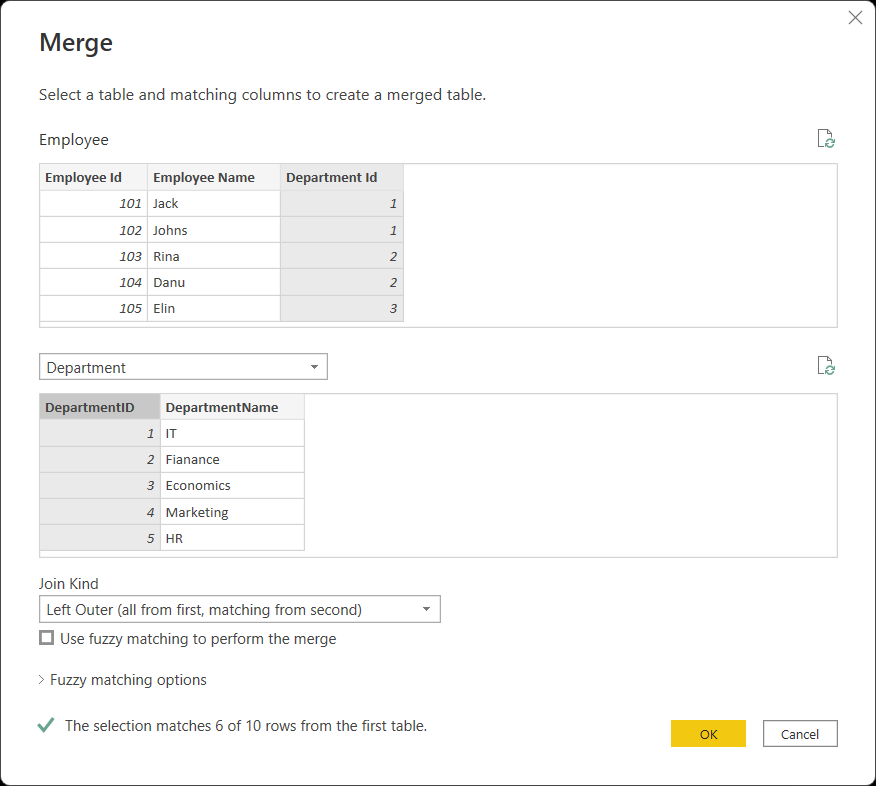 Merge
Select a table and matching columns to create a merged table.
Employee
Employee Id Employee Name Department Id
101 Jack 1
102 Johns 1
103 Rina 2
104 Danu 2
105 Elin 3
Department
DepartmentID DepartmentName
1 IT
2 Fianance
3 Economics
4 Marketing
5 HR
Join Kind
Left Outer (all from first, matching from second)
Use fuzzy matching to perform the merge
Fuzzy matching options
The selection matches 6 of 10 rows from the first table.
OK Cancel